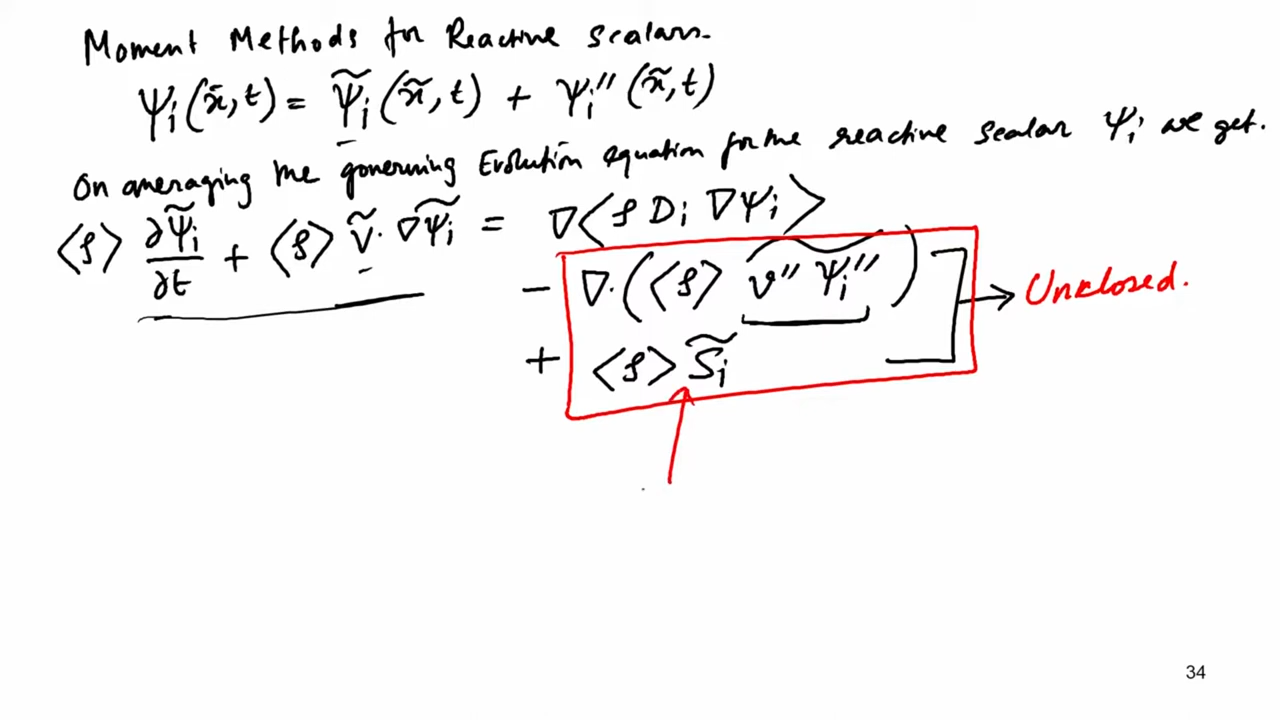 Moment Methods for Reactive Scalars.
Ψi(x̃,t) = Ψ̃i(x̃,t) + Ψi''(x̃,t)
On averaging the governing Evolution equation for the reactive scalar Ψi we get.
⟨ρ⟩ ∂Ψ̃i/∂t + ⟨ρ⟩ ṽ · ∇Ψ̃i = ∇⟨ρ Di ∇Ψi⟩
− ∇·(⟨ρ⟩ \widetilde{v'' Ψi''}) → Unclosed.
+ ⟨ρ⟩ S̃i
34